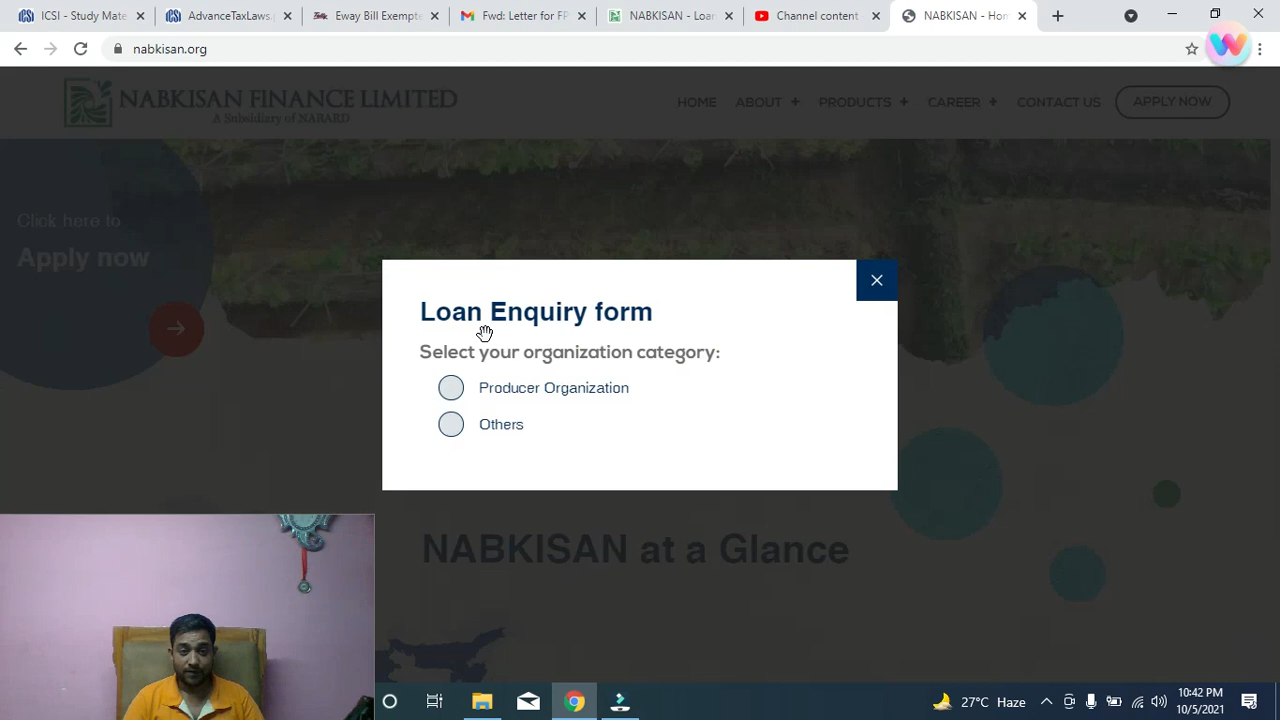 ICSI - Study Mate
AdvanceTaxLaws.
Eway Bill Exempte
Fwd: Letter for FP
NABKISAN - Loan
Channel content
NABKISAN - Hon
nabkisan.org
NABKISAN FINANCE LIMITED
A Subsidiary of NABARD
HOME
ABOUT +
PRODUCTS +
CAREER +
CONTACT US
APPLY NOW
Click here to
Apply now
Loan Enquiry form
Select your organization category:
Producer Organization
Others
NABKISAN at a Glance
27°C Haze
10:42 PM
10/5/2021